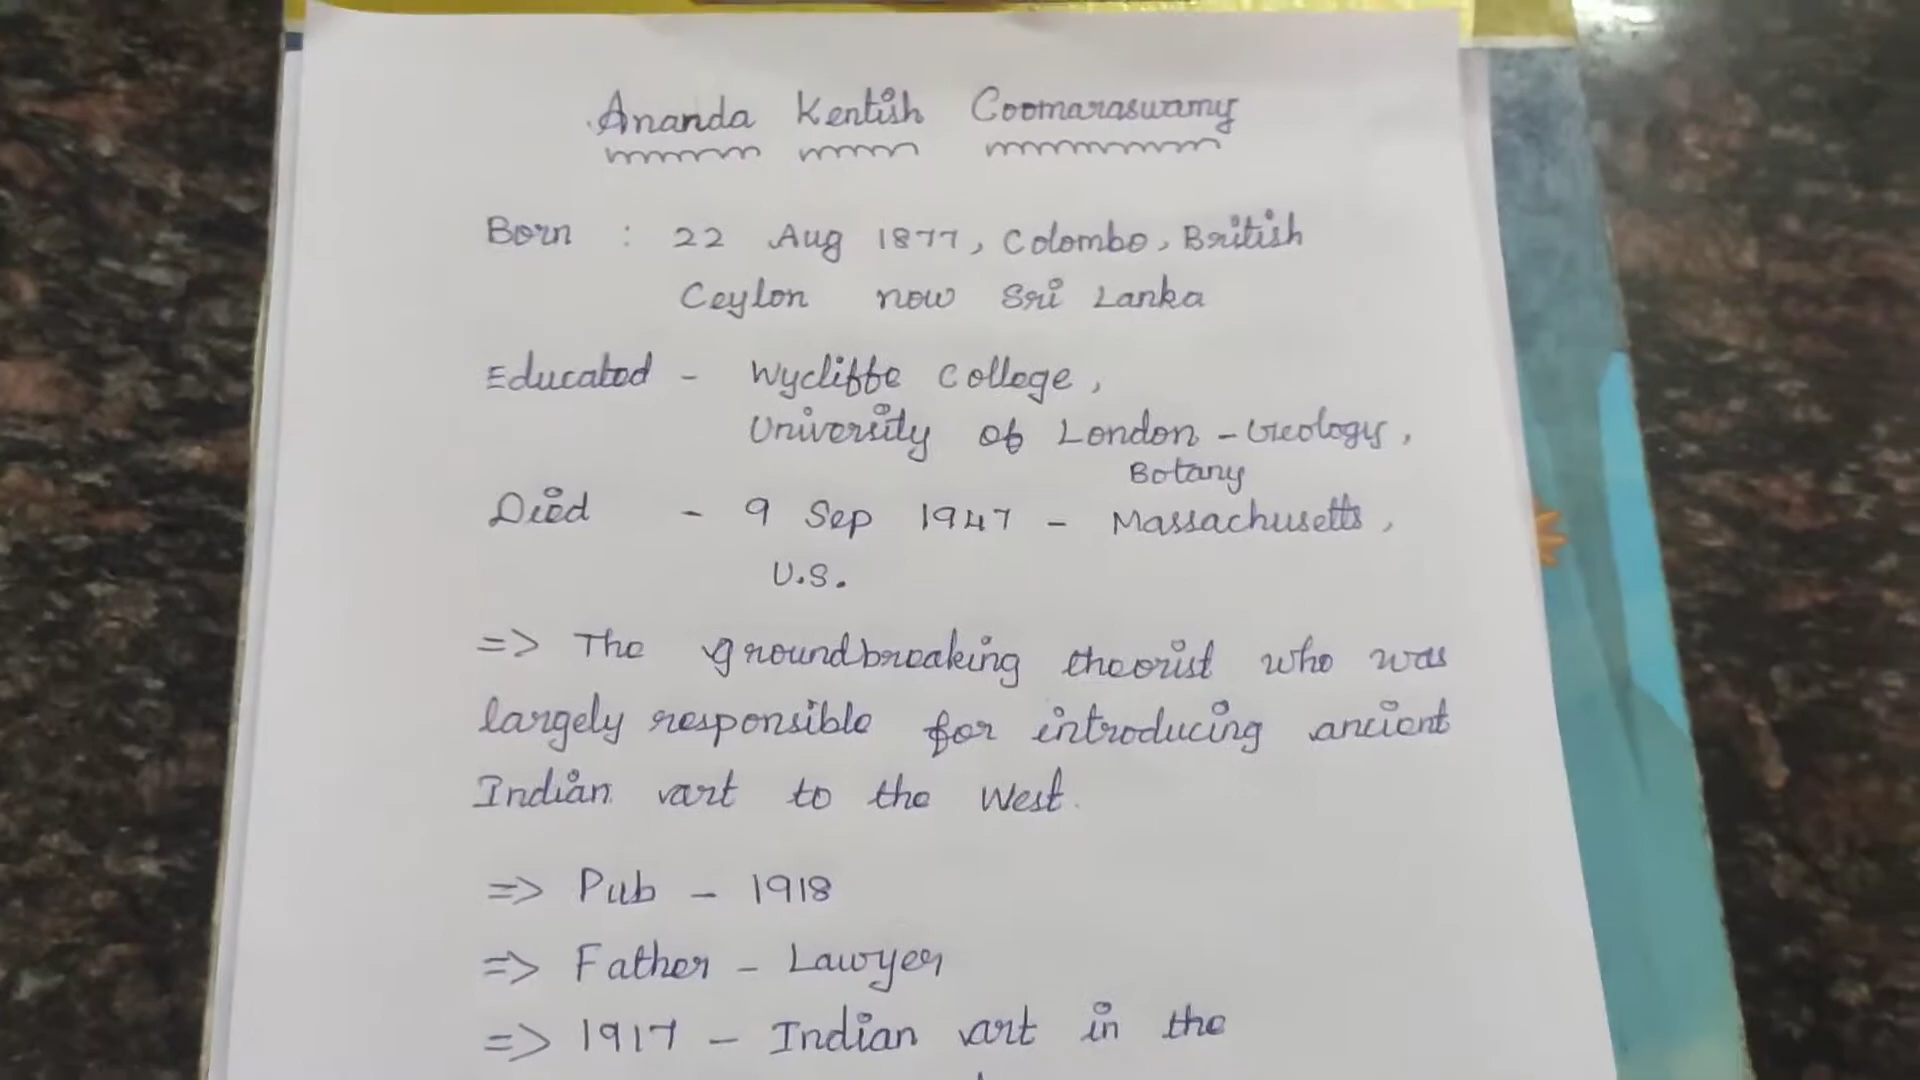 Ananda Kentish Coomaraswamy
Born : 22 Aug 1877, Colombo, British
Ceylon now Sri Lanka
Educated - Wycliffe College,
University of London - Geology,
Botany
Died - 9 Sep 1947 - Massachusetts,
U.S.
=> The groundbreaking theorist who was
largely responsible for introducing ancient
Indian art to the West.
=> Pub - 1918
=> Father - Lawyer
=> 1917 - Indian art in the